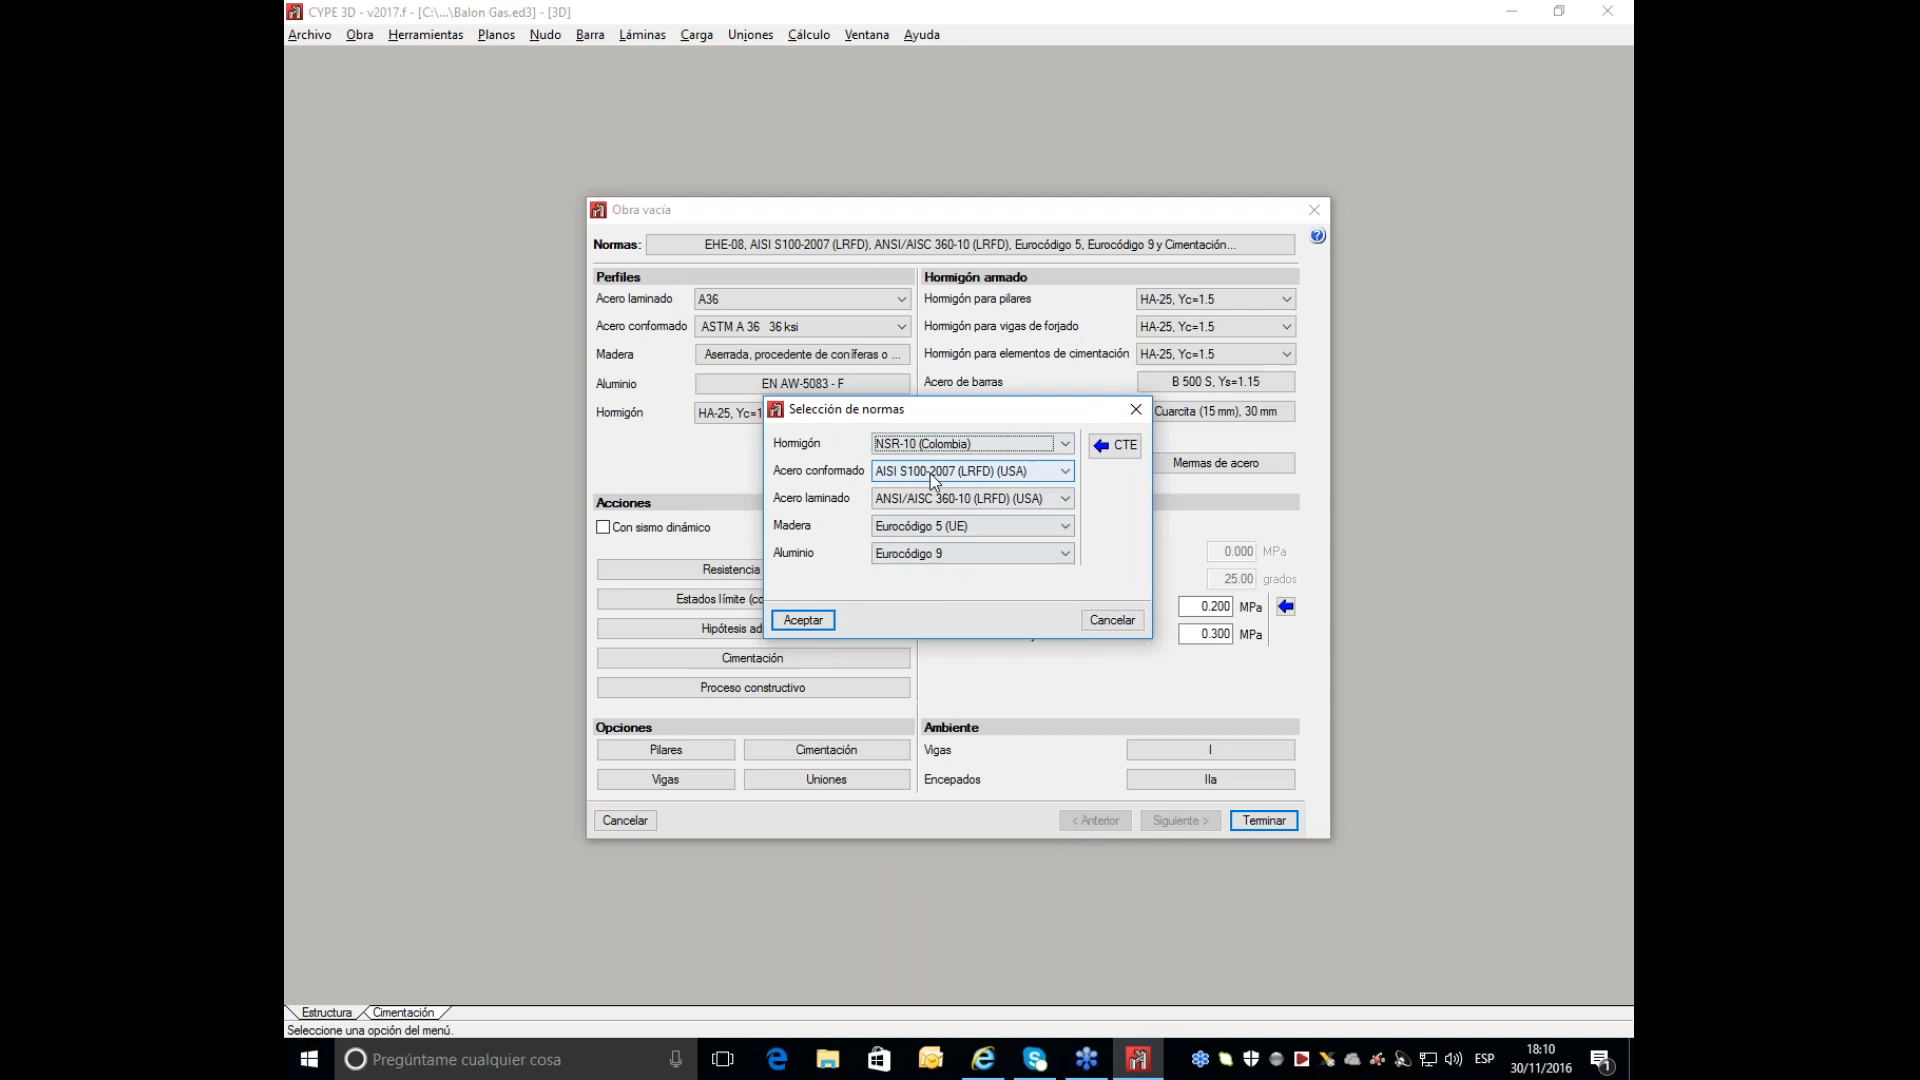 CYPE 3D - v2017.f - [C:\...\Balon Gas.ed3] - [3D]
Archivo Obra Herramientas Planos Nudo Barra Láminas Carga Uniones Cálculo Ventana Ayuda
Obra vacía
Normas: EHE-08, AISI S100-2007 (LRFD), ANSI/AISC 360-10 (LRFD), Eurocódigo 5, Eurocódigo 9 y Cimentación...
Perfiles Hormigón armado
Acero laminado A36 Hormigón para pilares HA-25, Yc=1.5
Acero conformado ASTM A 36 36 ksi Hormigón para vigas de forjado HA-25, Yc=1.5
Madera Aserrada, procedente de coníferas o ... Hormigón para elementos de cimentación HA-25, Yc=1.5
Aluminio EN AW-5083 - F Acero de barras B 500 S, Ys=1.15
Hormigón HA-25, Yc=1 Cuarcita (15 mm), 30 mm
Selección de normas
Hormigón NSR-10 (Colombia) CTE
Acero conformado AISI S100-2007 (LRFD) (USA)
Acero laminado ANSI/AISC 360-10 (LRFD) (USA)
Madera Eurocódigo 5 (UE)
Aluminio Eurocódigo 9
Aceptar Cancelar
Mermas de acero
Acciones
Con sismo dinámico
0.000 MPa
Resistencia
25.00 grados
Estados límite (co
0.200 MPa
Hipótesis ad
0.300 MPa
Cimentación
Proceso constructivo
Opciones Ambiente
Pilares Cimentación Vigas I
Vigas Uniones Encepados IIa
Cancelar < Anterior Siguiente > Terminar
Estructura Cimentación
Seleccione una opción del menú.
Pregúntame cualquier cosa ESP 18:10
30/11/2016
1